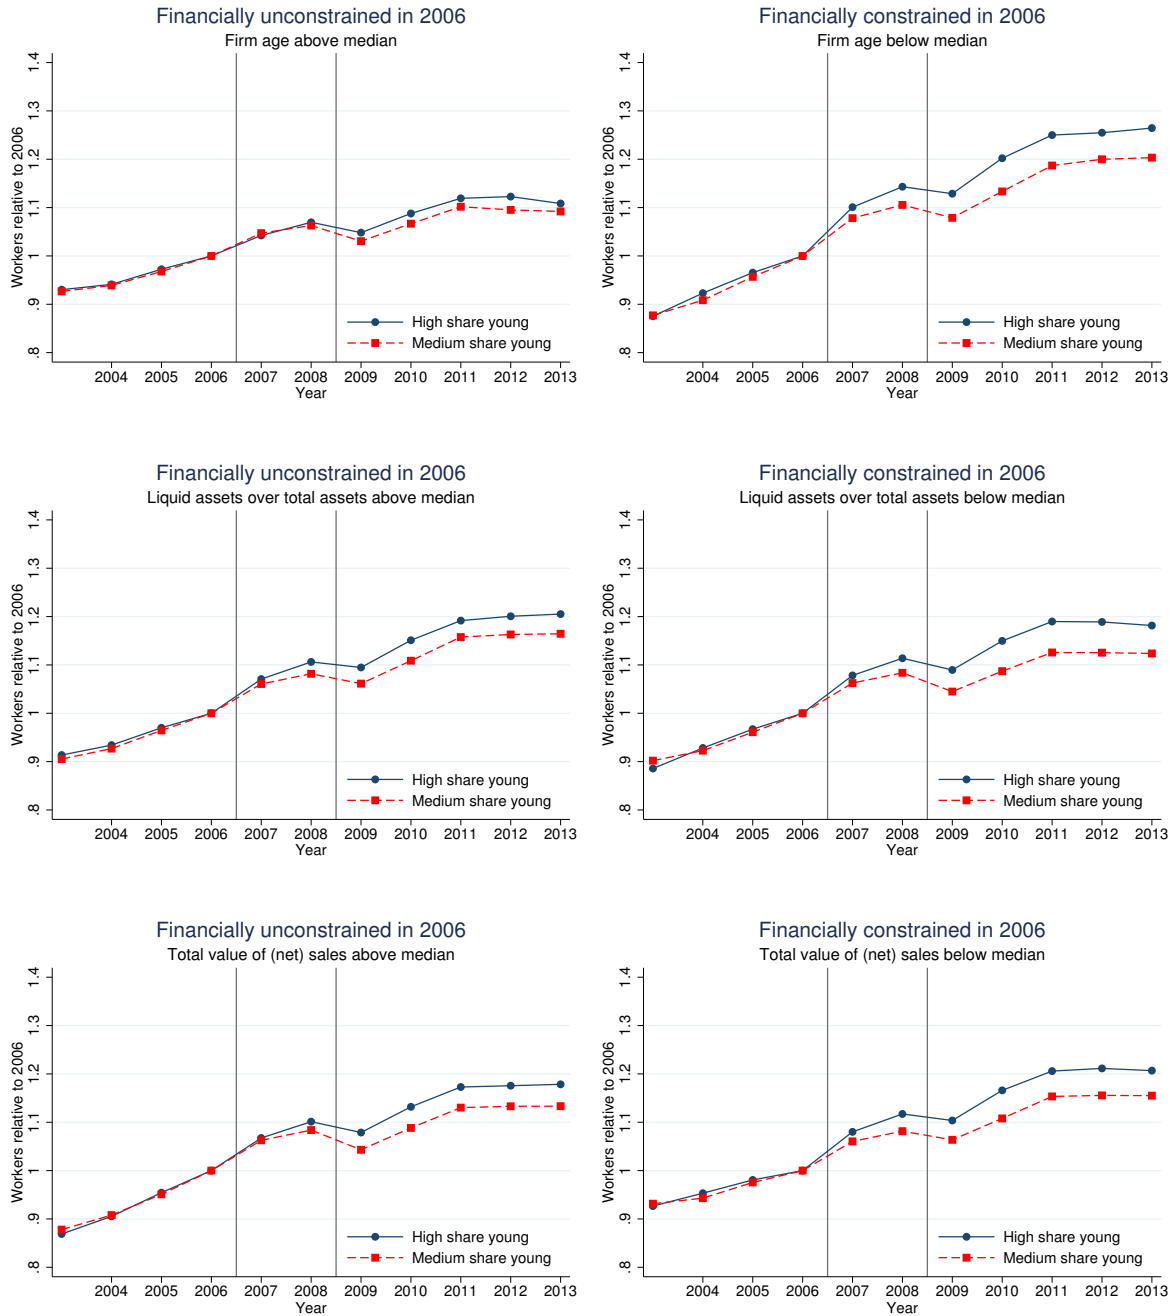 Financially unconstrained in 2006
Firm age above median
Workers relative to 2006
1.4
1.3
1.2
1.1
1
.9
.8
High share young
Medium share young
2004 2005 2006 2007 2008 2009 2010 2011 2012 2013
Year
Financially constrained in 2006
Firm age below median
Workers relative to 2006
1.4
1.3
1.2
1.1
1
.9
.8
High share young
Medium share young
2004 2005 2006 2007 2008 2009 2010 2011 2012 2013
Year
Financially unconstrained in 2006
Liquid assets over total assets above median
Workers relative to 2006
1.4
1.3
1.2
1.1
1
.9
.8
High share young
Medium share young
2004 2005 2006 2007 2008 2009 2010 2011 2012 2013
Year
Financially constrained in 2006
Liquid assets over total assets below median
Workers relative to 2006
1.4
1.3
1.2
1.1
1
.9
.8
High share young
Medium share young
2004 2005 2006 2007 2008 2009 2010 2011 2012 2013
Year
Financially unconstrained in 2006
Total value of (net) sales above median
Workers relative to 2006
1.4
1.3
1.2
1.1
1
.9
.8
High share young
Medium share young
2004 2005 2006 2007 2008 2009 2010 2011 2012 2013
Year
Financially constrained in 2006
Total value of (net) sales below median
Workers relative to 2006
1.4
1.3
1.2
1.1
1
.9
.8
High share young
Medium share young
2004 2005 2006 2007 2008 2009 2010 2011 2012 2013
Year